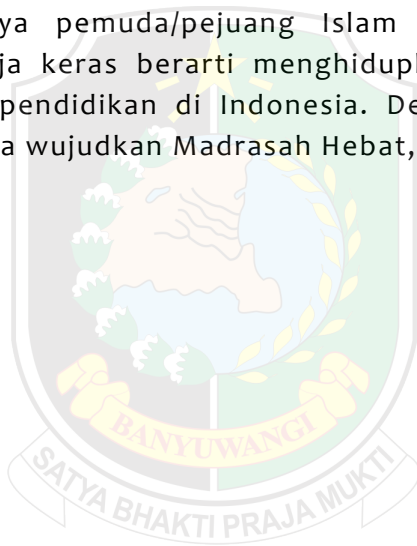 ya pemuda/pejuang Islam
ja keras berarti menghidup
pendidikan di Indonesia. De
a wujudkan Madrasah Hebat,
BANYUWANGI
SATYA BHAKTI PRAJA MUKTI